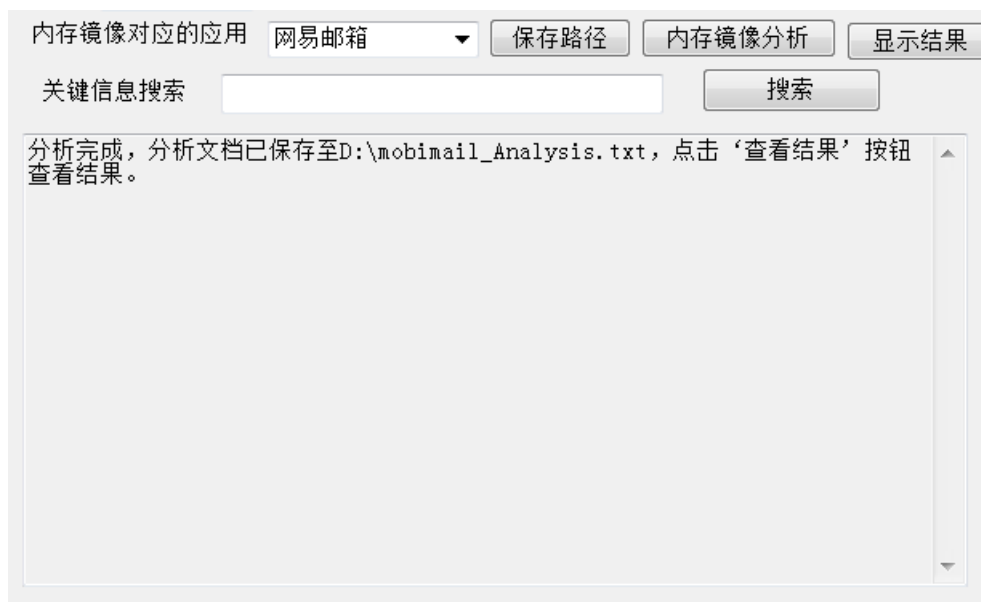 内存镜像对应的应用 网易邮箱 保存路径 内存镜像分析 显示结果
关键信息搜索 搜索
分析完成，分析文档已保存至D:\mobimail_Analysis.txt，点击‘查看结果’按钮
查看结果。